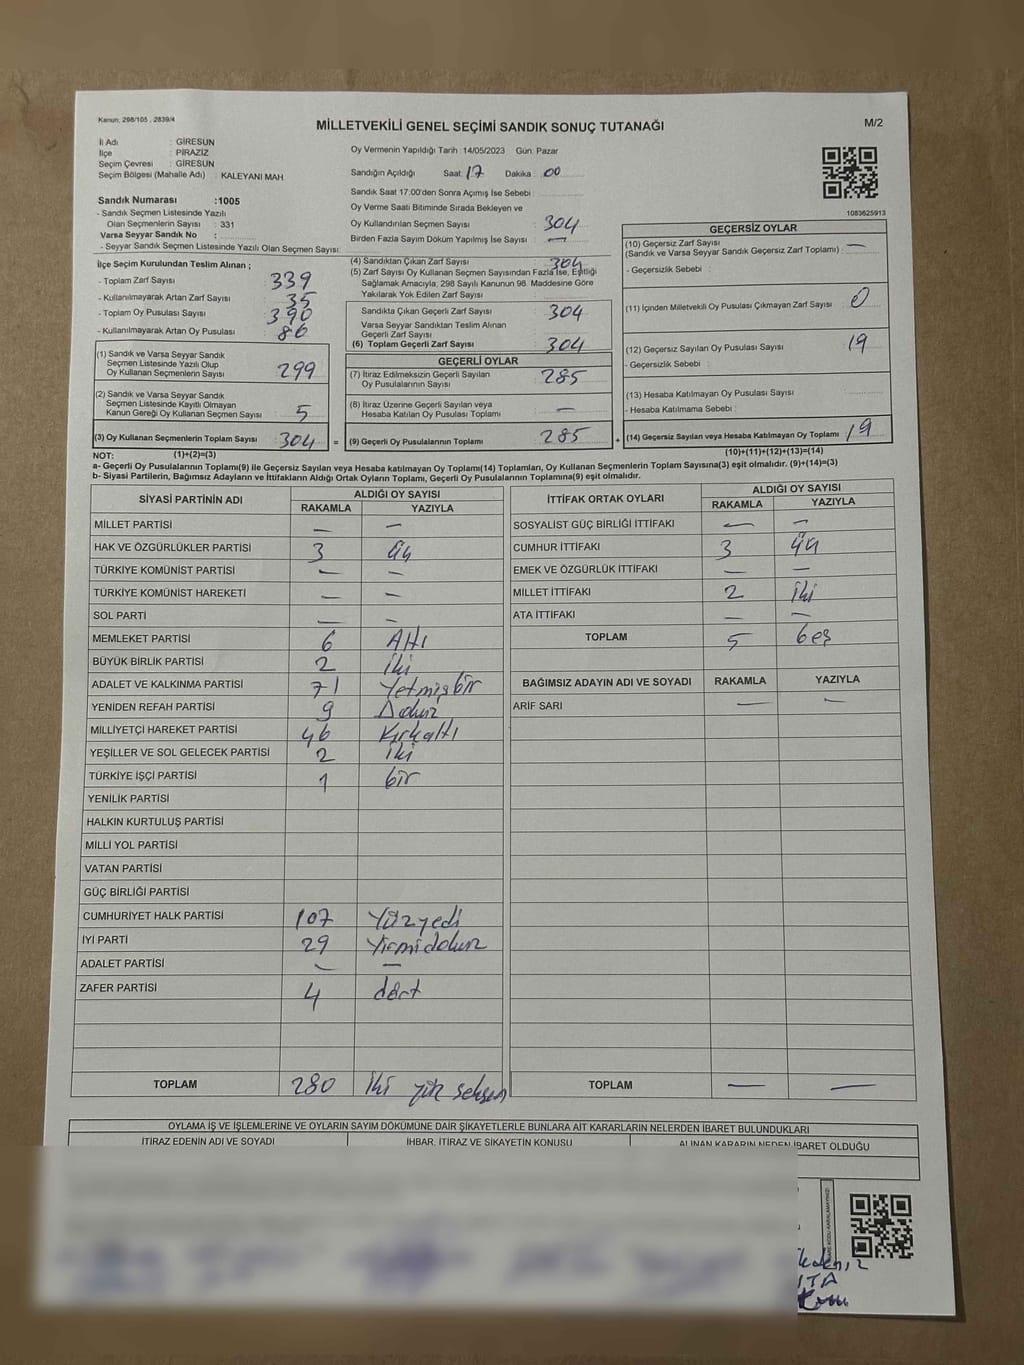 Kanun; 298/105 , 2839/4
MİLLETVEKİLİ GENEL SEÇİMİ SANDIK SONUÇ TUTANAĞI
M/2
İl Adı : GİRESUN
İlçe : PİRAZİZ
Seçim Çevresi : GİRESUN
Seçim Bölgesi (Mahalle Adı) : KALEYANI MAH.
Sandık Numarası :1005
- Sandık Seçmen Listesinde Yazılı
Olan Seçmenlerin Sayısı : 331
Varsa Seyyar Sandık No :
- Seyyar Sandık Seçmen Listesinde Yazılı Olan Seçmen Sayısı:
Oy Vermenin Yapıldığı Tarih :14/05/2023 Gün: Pazar
Sandığın Açıldığı Saat: 17 Dakika : 00
Sandık Saat 17:00'den Sonra Açımış İse Sebebi :
Oy Verme Saati Bitiminde Sırada Bekleyen ve
Oy Kullandırılan Seçmen Sayısı : 304
Birden Fazla Sayım Döküm Yapılmış İse Sayısı : —
1083625913
İlçe Seçim Kurulundan Teslim Alınan ;
- Toplam Zarf Sayısı : 339
- Kullanılmayarak Artan Zarf Sayısı : 35
- Toplam Oy Pusulası Sayısı : 390
- Kullanılmayarak Artan Oy Pusulası : 86
(1) Sandık ve Varsa Seyyar Sandık
Seçmen Listesinde Yazılı Olup
Oy Kullanan Seçmenlerin Sayısı : 299
(2) Sandık ve Varsa Seyyar Sandık
Seçmen Listesinde Kayıtlı Olmayan
Kanun Gereği Oy Kullanan Seçmen Sayısı : 5
(3) Oy Kullanan Seçmenlerin Toplam Sayısı : 304 =
(4) Sandıktan Çıkan Zarf Sayısı : 304
(5) Zarf Sayısı Oy Kullanan Seçmen Sayısından Fazla İse, Eşitliği
Sağlamak Amacıyla; 298 Sayılı Kanunun 98. Maddesine Göre
Yakılarak Yok Edilen Zarf Sayısı :
Sandıkta Çıkan Geçerli Zarf Sayısı : 304
Varsa Seyyar Sandıktan Teslim Alınan
Geçerli Zarf Sayısı :
(6) Toplam Geçerli Zarf Sayısı : 304
GEÇERLİ OYLAR
(7) İtiraz Edilmeksizin Geçerli Sayılan
Oy Pusulalarının Sayısı : 285
(8) İtiraz Üzerine Geçerli Sayılan veya
Hesaba Katılan Oy Pusulası Toplamı : —
(9) Geçerli Oy Pusulalarının Toplamı : 285 +
GEÇERSİZ OYLAR
(10) Geçersiz Zarf Sayısı : —
(Sandık ve Varsa Seyyar Sandık Geçersiz Zarf Toplamı)
- Geçersizlik Sebebi :
(11) İçinden Milletvekili Oy Pusulası Çıkmayan Zarf Sayısı : 0
(12) Geçersiz Sayılan Oy Pusulası Sayısı : 19
- Geçersizlik Sebebi :
(13) Hesaba Katılmayan Oy Pusulası Sayısı :
- Hesaba Katılmama Sebebi :
(14) Geçersiz Sayılan veya Hesaba Katılmayan Oy Toplamı : 19
NOT: (1)+(2)=(3) (10)+(11)+(12)+(13)=(14)
a- Geçerli Oy Pusulalarının Toplamı(9) ile Geçersiz Sayılan veya Hesaba katılmayan Oy Toplamı(14) Toplamları, Oy Kullanan Seçmenlerin Toplam Sayısına(3) eşit olmalıdır. (9)+(14)=(3)
b- Siyasi Partilerin, Bağımsız Adayların ve İttifakların Aldığı Ortak Oyların Toplamı, Geçerli Oy Pusulalarının Toplamına(9) eşit olmalıdır.
SİYASİ PARTİNİN ADI ALDIĞI OY SAYISI
RAKAMLA YAZIYLA
MİLLET PARTİSİ — —
HAK VE ÖZGÜRLÜKLER PARTİSİ 3 üç
TÜRKİYE KOMÜNİST PARTİSİ — —
TÜRKİYE KOMÜNİST HAREKETİ — —
SOL PARTİ — —
MEMLEKET PARTİSİ 6 Altı
BÜYÜK BİRLİK PARTİSİ 2 iki
ADALET VE KALKINMA PARTİSİ 71 Yetmişbir
YENİDEN REFAH PARTİSİ 9 Dokuz
MİLLİYETÇİ HAREKET PARTİSİ 46 Kırkaltı
YEŞİLLER VE SOL GELECEK PARTİSİ 2 iki
TÜRKİYE İŞÇİ PARTİSİ 1 bir
YENİLİK PARTİSİ
HALKIN KURTULUŞ PARTİSİ
MİLLİ YOL PARTİSİ
VATAN PARTİSİ
GÜÇ BİRLİĞİ PARTİSİ
CUMHURİYET HALK PARTİSİ 107 Yüzyedi
İYİ PARTİ 29 Yirmidokuz
ADALET PARTİSİ — —
ZAFER PARTİSİ 4 dört
TOPLAM 280 iki yüz seksen
İTTİFAK ORTAK OYLARI ALDIĞI OY SAYISI
RAKAMLA YAZIYLA
SOSYALİST GÜÇ BİRLİĞİ İTTİFAKI — —
CUMHUR İTTİFAKI 3 üç
EMEK VE ÖZGÜRLÜK İTTİFAKI — —
MİLLET İTTİFAKI 2 iki
ATA İTTİFAKI — —
TOPLAM 5 beş
BAĞIMSIZ ADAYIN ADI VE SOYADI RAKAMLA YAZIYLA
ARİF SARI — —
TOPLAM — —
OYLAMA İŞ VE İŞLEMLERİNE VE OYLARIN SAYIM DÖKÜMÜNE DAİR ŞİKAYETLERLE BUNLARA AİT KARARLARIN NELERDEN İBARET BULUNDUKLARI
İTİRAZ EDENİN ADI VE SOYADI İHBAR, İTİRAZ VE ŞİKAYETİN KONUSU ALINAN KARARIN NEDEN İBARET OLDUĞU